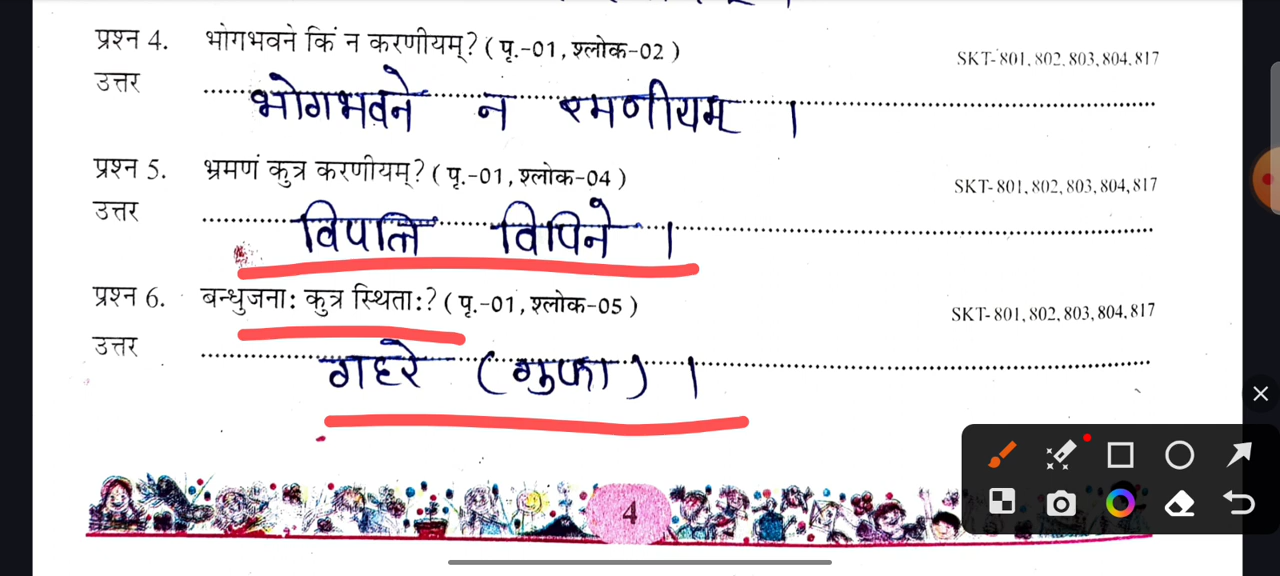 प्रश्न 4. भोगभवने किं न करणीयम्? (पृ.-01, श्लोक-02) SKT-801, 802, 803, 804, 817
उत्तर भोगभवने न रमणीयम् ।
प्रश्न 5. भ्रमणं कुत्र करणीयम्? (पृ.-01, श्लोक-04) SKT-801, 802, 803, 804, 817
उत्तर विपत्ति विपिने ।
प्रश्न 6. बन्धुजनाः कुत्र स्थिताः? (पृ.-01, श्लोक-05) SKT-801, 802, 803, 804, 817
उत्तर गहरे (गुफा) ।
4